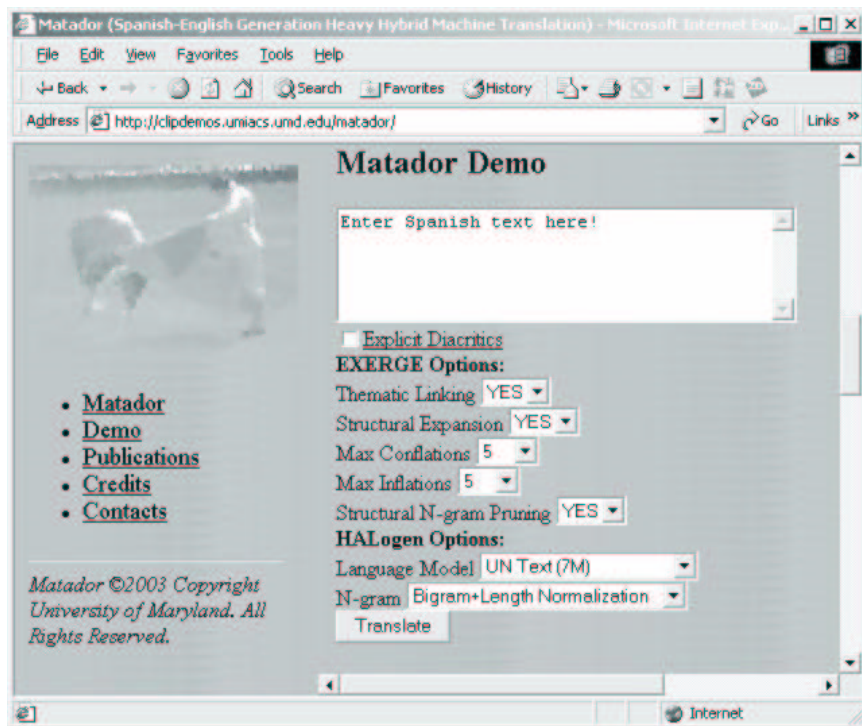 Matador (Spanish-English Generation Heavy Hybrid Machine Translation) - Microsoft Internet Exp...
File Edit View Favorites Tools Help
Back Search Favorites History
Address http://clipdemos.umiacs.umd.edu/matador/ Go Links »
Matador Demo
Enter Spanish text here!
Explicit Diacritics
EXERGE Options:
Thematic Linking YES
Structural Expansion YES
Max Conflations 5
Max Inflations 5
Structural N-gram Pruning YES
HALogen Options:
Language Model UN Text (7M)
N-gram Bigram+Length Normalization
Translate
• Matador
• Demo
• Publications
• Credits
• Contacts
Matador ©2003 Copyright
University of Maryland. All
Rights Reserved.
Internet